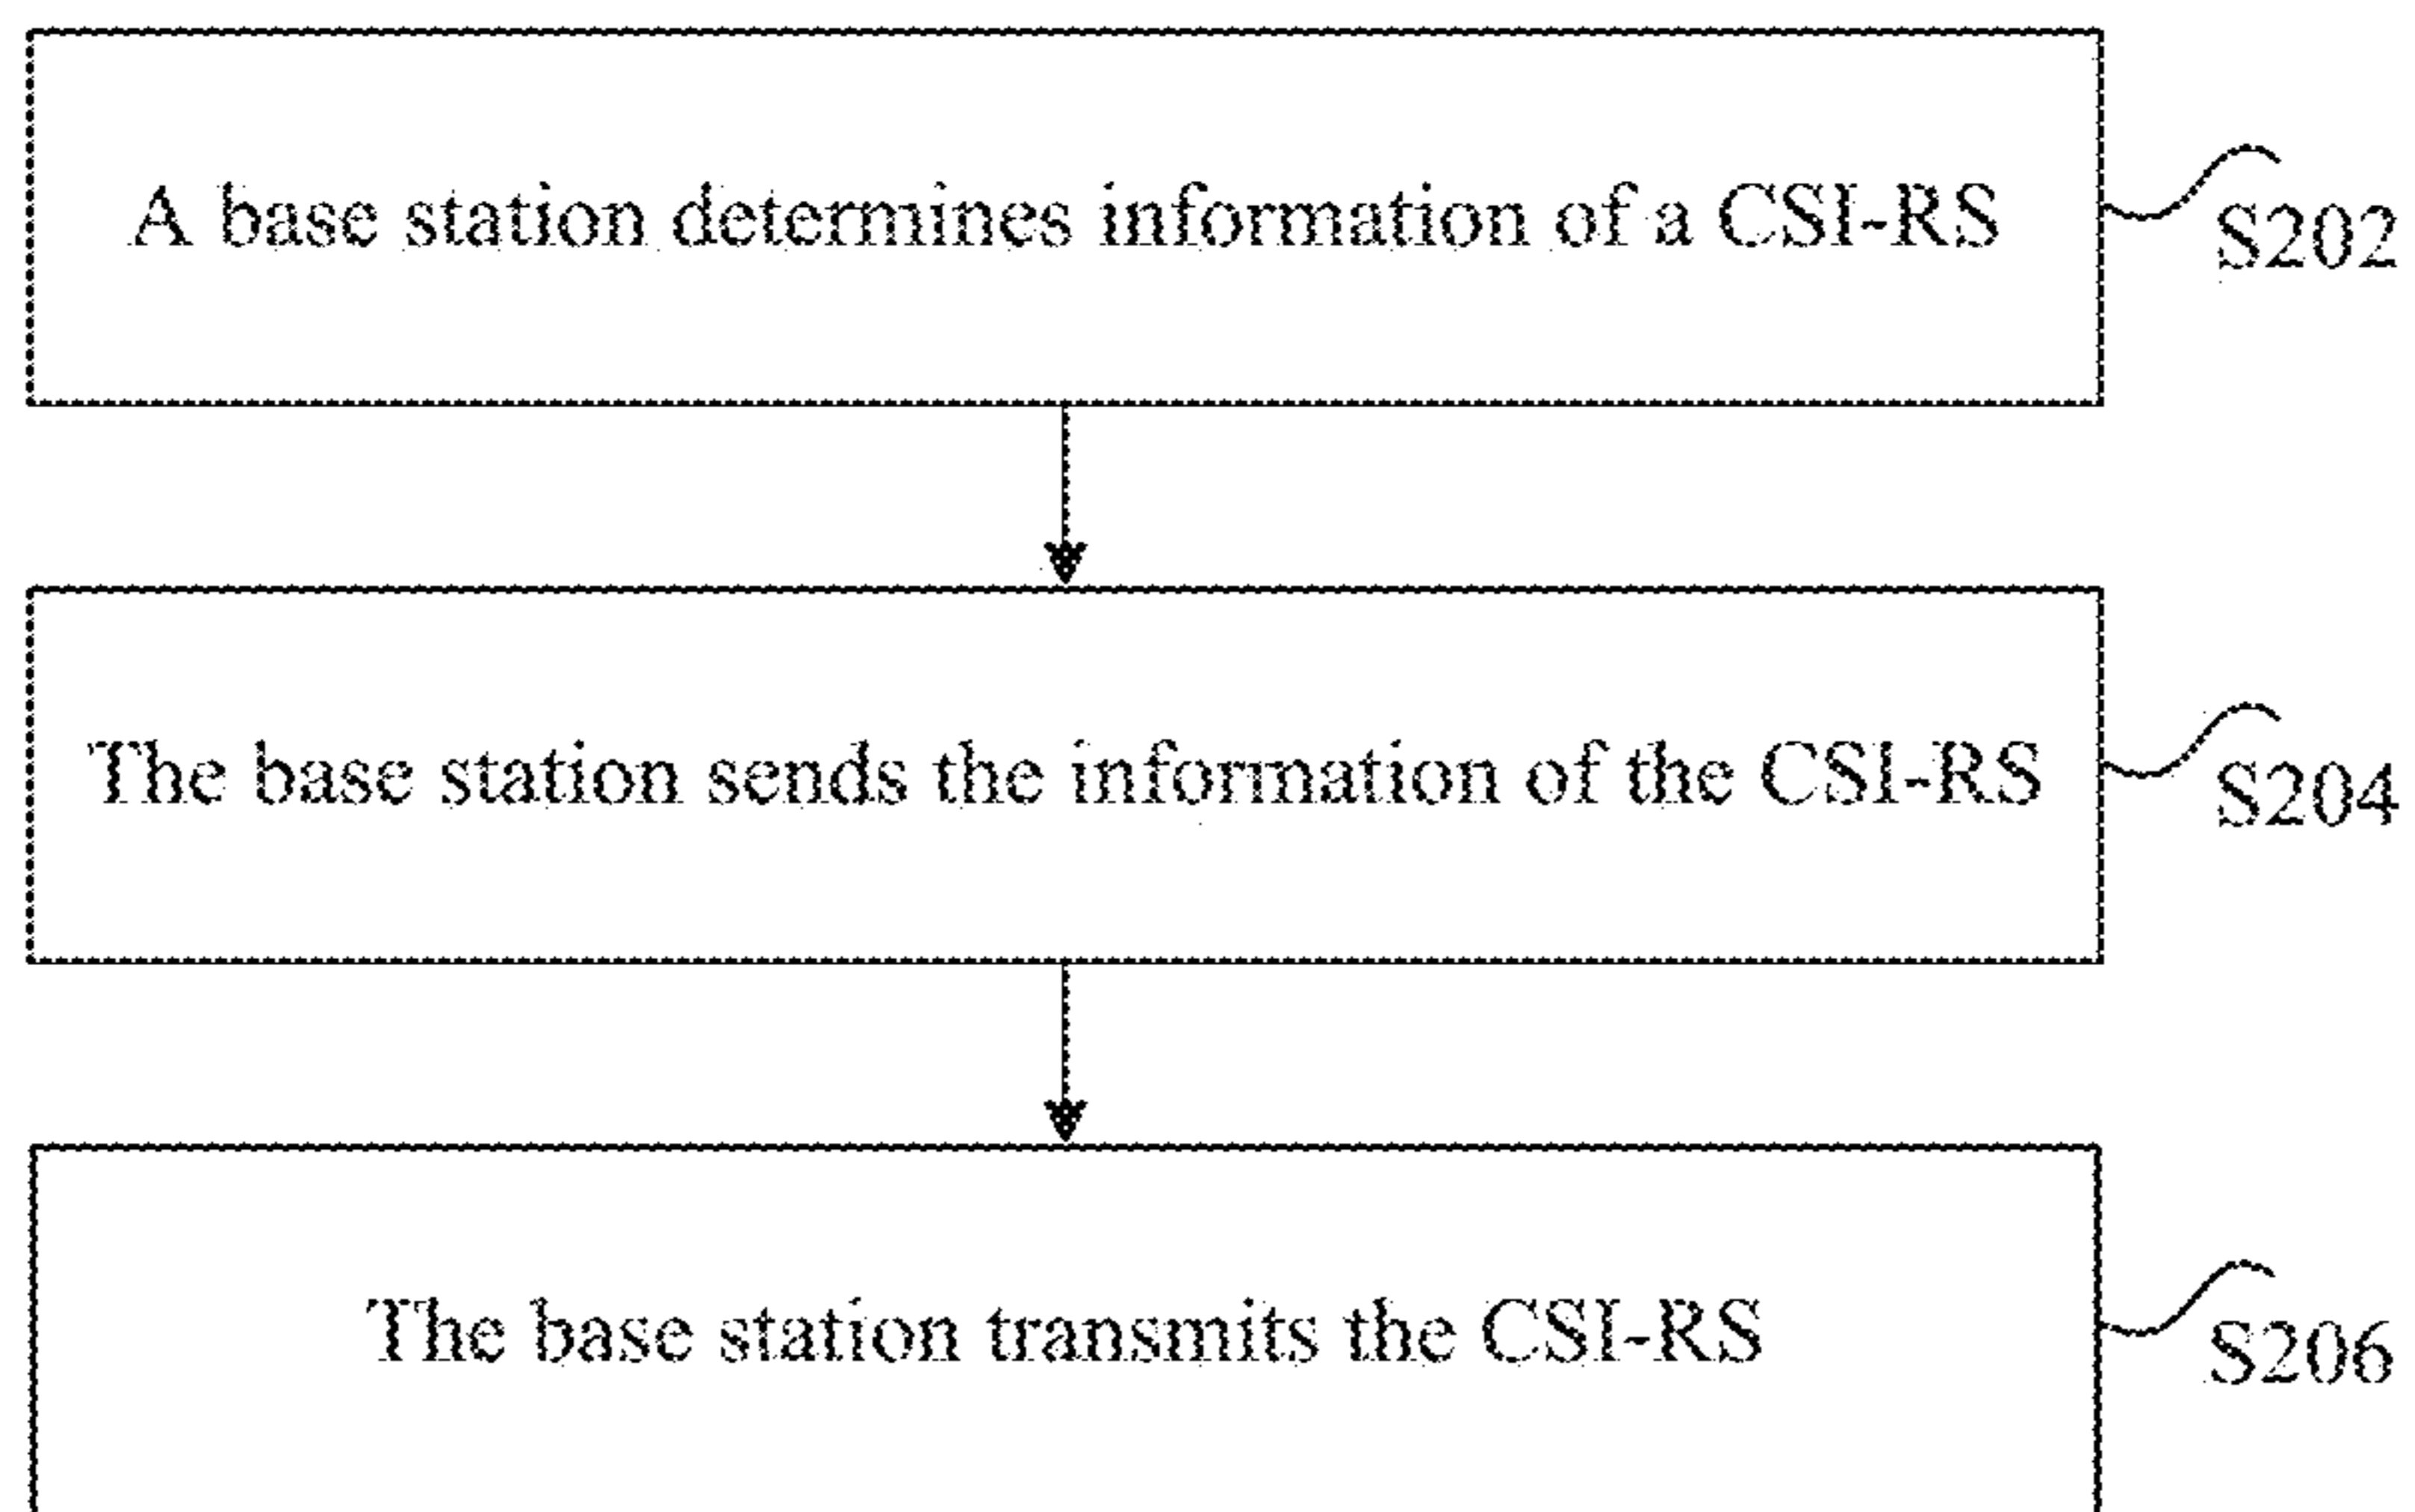 A base station determines information of a CSI-RS
S202
The base station sends the information of the CSI-RS
S204
The base station transmits the CSI-RS
S206